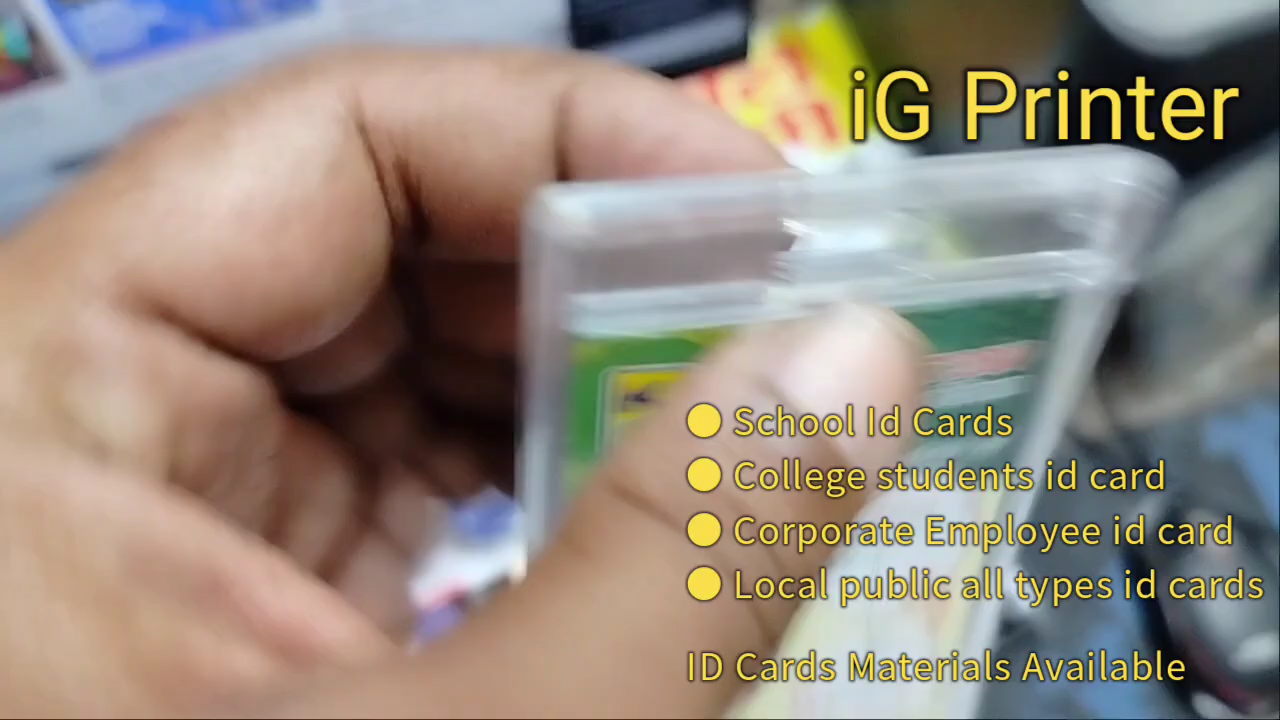 iG Printer
● School Id Cards
● College students id card
● Corporate Employee id card
● Local public all types id cards
ID Cards Materials Available